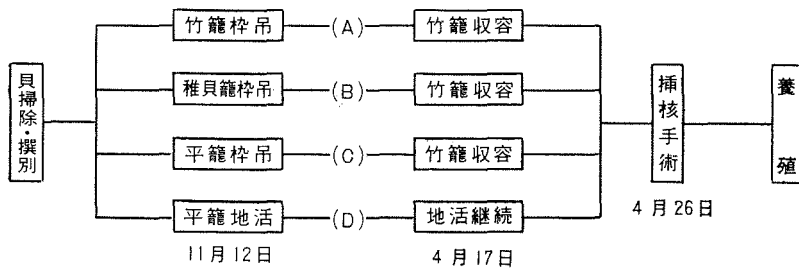 貝掃除・撰別
竹籠枠吊 (A) 竹籠収容
稚貝籠枠吊 (B) 竹籠収容
平籠枠吊 (C) 竹籠収容
平籠地活 (D) 地活継続
11月12日
4月17日
挿核手術
4月26日
養殖